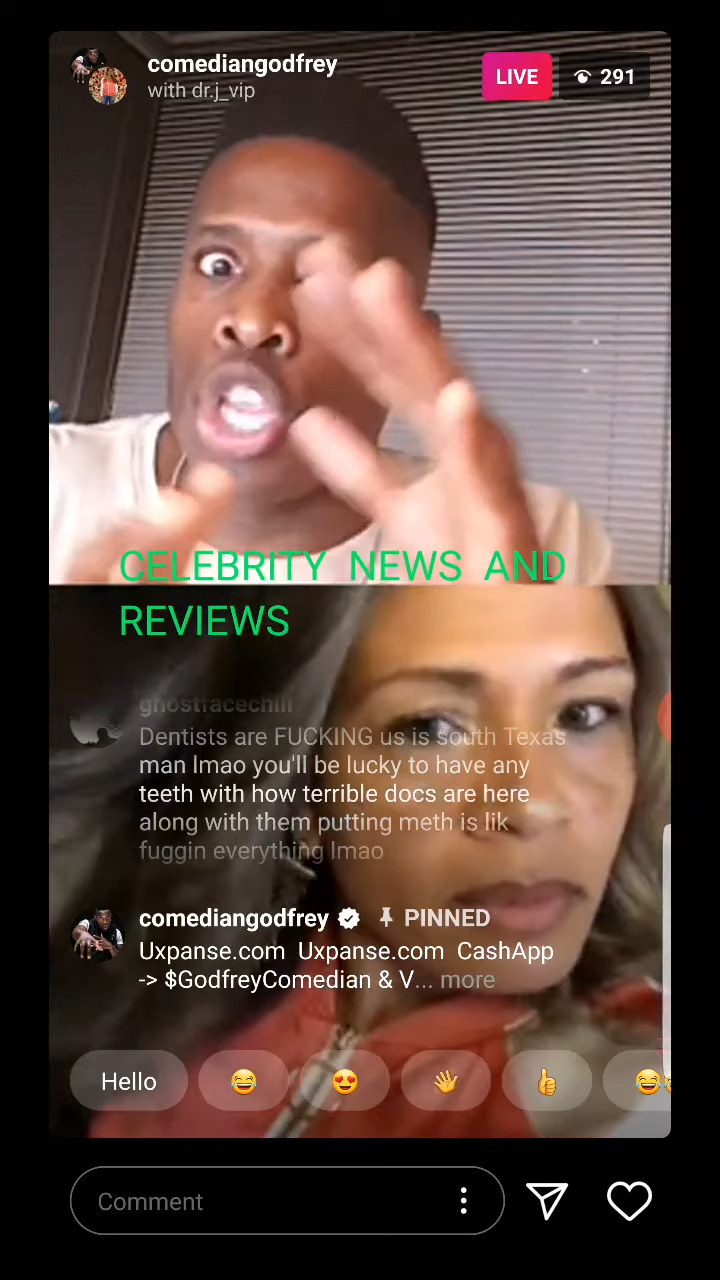 comediangodfrey
with dr.j_vip
LIVE
291
CELEBRITY NEWS AND
REVIEWS
ghostfacechill
Dentists are FUCKING us is south Texas
man lmao you'll be lucky to have any
teeth with how terrible docs are here
along with them putting meth is lik
fuggin everything lmao
comediangodfrey PINNED
Uxpanse.com Uxpanse.com CashApp
-> $GodfreyComedian & V... more
Hello
Comment